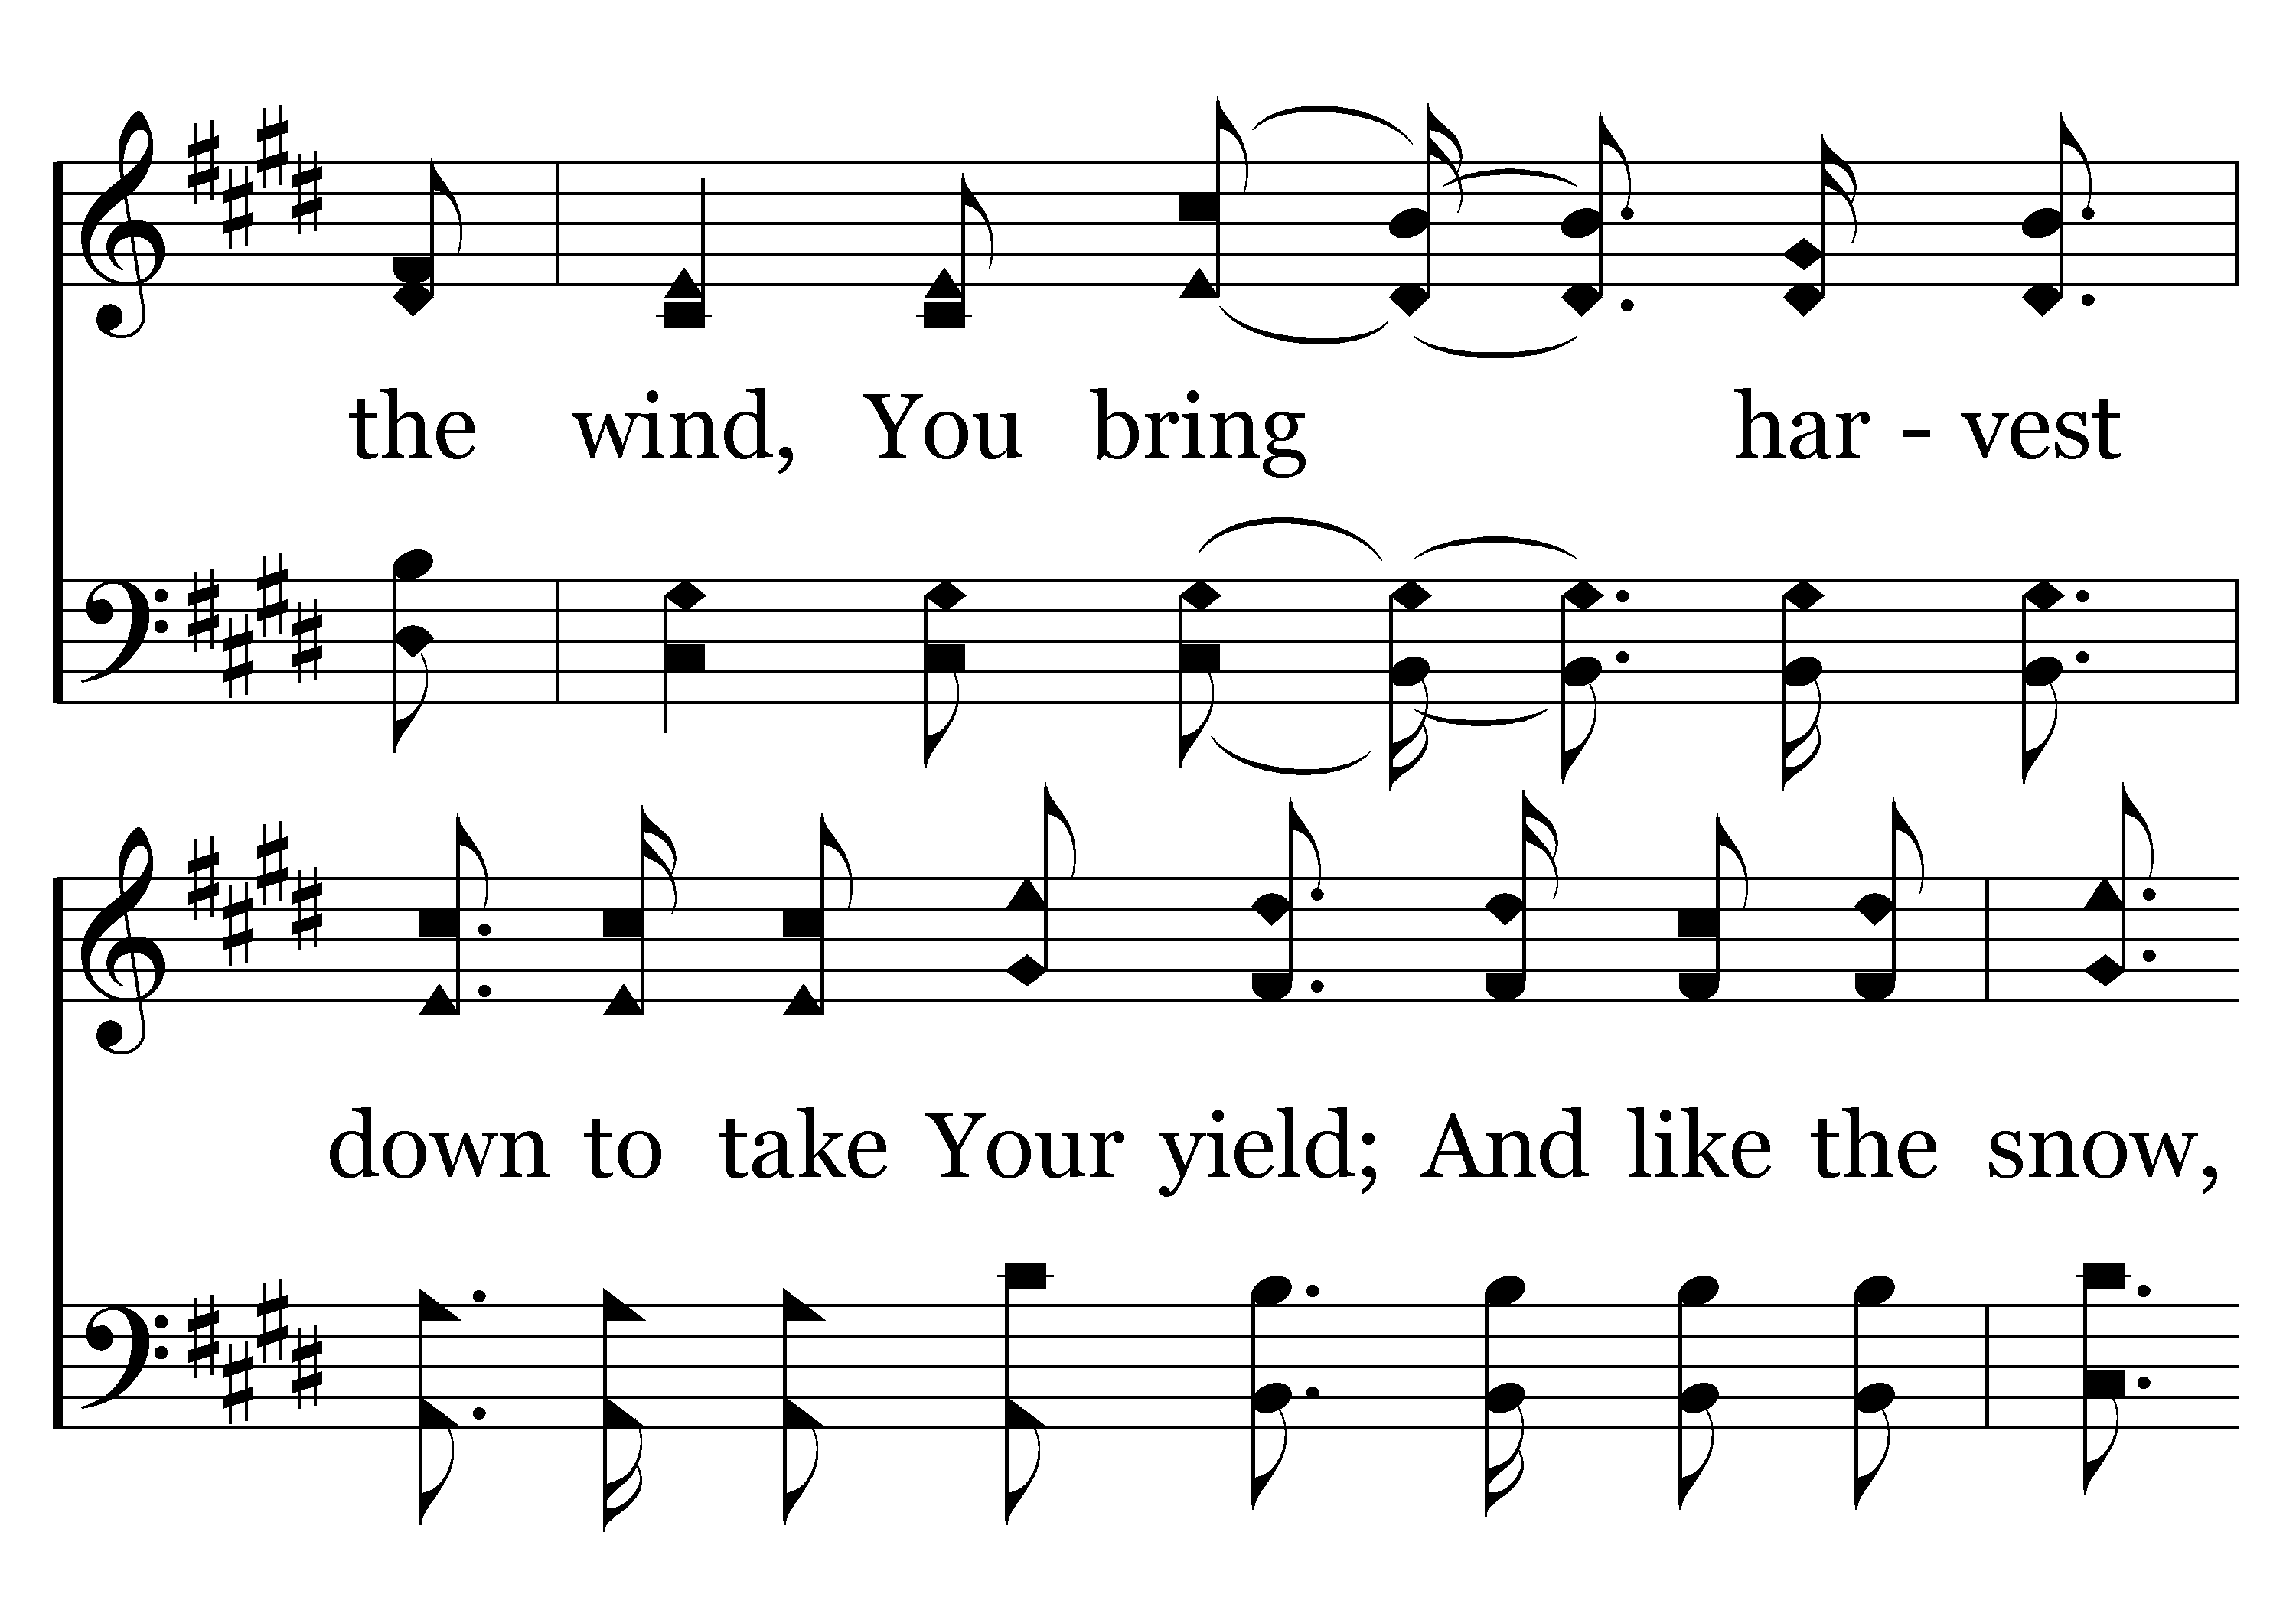 the wind, You bring har - vest
down to take Your yield; And like the snow,